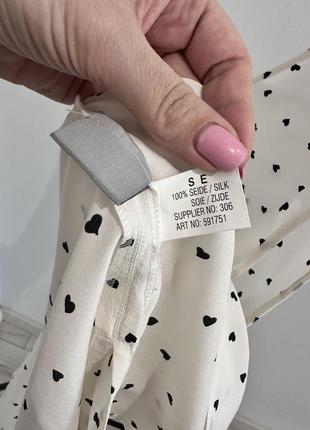 S E
100% SEIDE / SILK
SOIE / ZIJDE
SUPPLIER NO: 306
ART NO: 591751